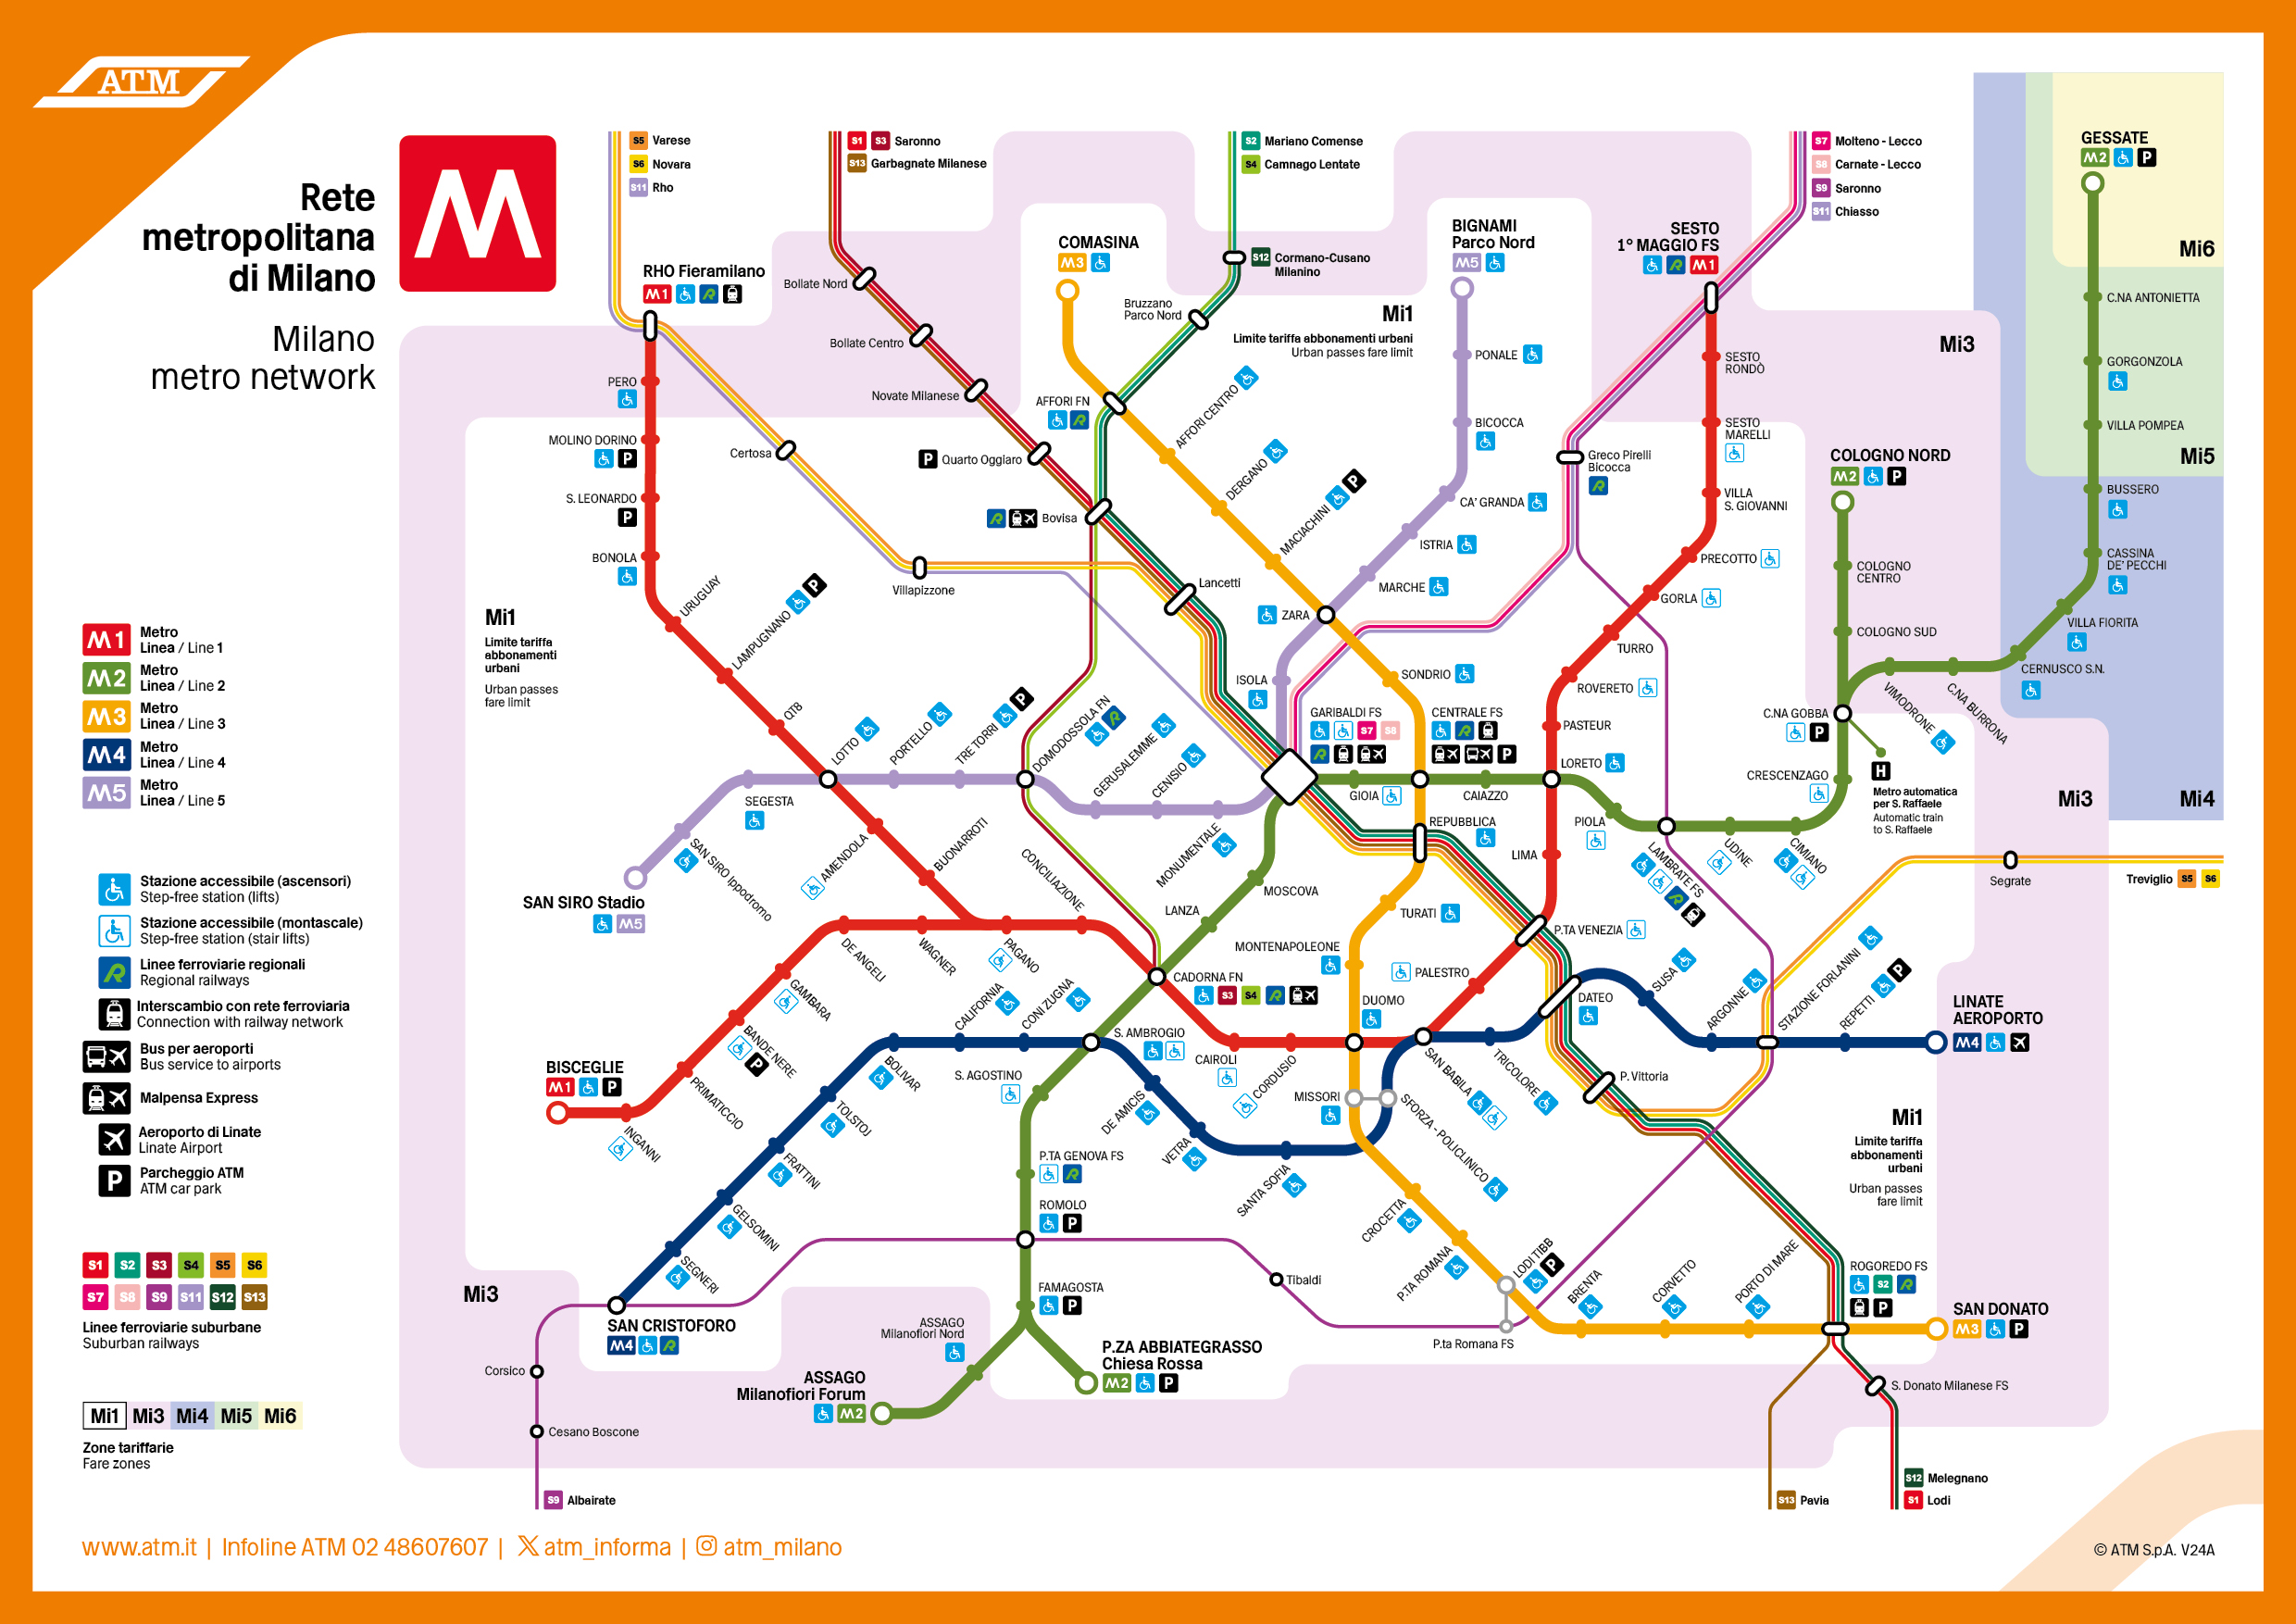 ATM
Rete
metropolitana
di Milano
Milano
metro network
M
S5 Varese
S6 Novara
S11 Rho
S1 S3 Saronno
S13 Garbagnate Milanese
S2 Mariano Comense
S4 Camnago Lentate
S7 Molteno - Lecco
S8 Carnate - Lecco
S9 Saronno
S11 Chiasso
GESSATE
M2 P
Mi6
C.NA ANTONIETTA
GORGONZOLA
VILLA POMPEA
Mi5
BUSSERO
CASSINA
DE' PECCHI
VILLA FIORITA
CERNUSCO S.N.
C.NA BURRONA
VIMODRONE
Mi4
Mi3
COMASINA
M3
S12 Cormano-Cusano
Milanino
Bruzzano
Parco Nord
Mi1
Limite tariffa abbonamenti urbani
Urban passes fare limit
BIGNAMI
Parco Nord
M5
PONALE
BICOCCA
CA' GRANDA
ISTRIA
MARCHE
ZARA
ISOLA
SESTO
1° MAGGIO FS
R M1
SESTO
RONDÒ
SESTO
MARELLI
VILLA
S. GIOVANNI
PRECOTTO
GORLA
TURRO
ROVERETO
PASTEUR
LORETO
LIMA
Mi3
Greco Pirelli
Bicocca
R
COLOGNO NORD
M2 P
COLOGNO
CENTRO
COLOGNO SUD
C.NA GOBBA
P
CRESCENZAGO
H
Metro automatica
per S. Raffaele
Automatic train
to S. Raffaele
RHO Fieramilano
M1 R
PERO
MOLINO DORINO
P
S. LEONARDO
P
BONOLA
URUGUAY
LAMPUGNANO P
QT8
LOTTO
AMENDOLA
BUONARROTI
Bollate Nord
Bollate Centro
Novate Milanese
P Quarto Oggiaro
R Bovisa
Certosa
Villapizzone
Lancetti
AFFORI FN
R
AFFORI CENTRO
DERGANO
MACIACHINI P
SONDRIO
Mi1
Limite tariffa
abbonamenti
urbani
Urban passes
fare limit
PORTELLO
TRE TORRI P
DOMODOSSOLA FN
R
GERUSALEMME
CENISIO
MONUMENTALE
GARIBALDI FS
S7 S8
R
CENTRALE FS
R
P
GIOIA
CAIAZZO
PIOLA
LAMBRATE FS
R
UDINE
CIMIANO
REPUBBLICA
TURATI
MONTENAPOLEONE
P.TA VENEZIA
PALESTRO
DUOMO
SEGESTA
SAN SIRO Ippodromo
SAN SIRO Stadio
M5
MOSCOVA
LANZA
CONCILIAZIONE
PAGANO
WAGNER
DE ANGELI
GAMBARA
BANDE NERE
P
PRIMATICCIO
INGANNI
BISCEGLIE
M1 P
CADORNA FN
S3 S4 R
CAIROLI
CORDUSIO
SAN BABILA
TRICOLORE
DATEO
SUSA
ARGONNE
STAZIONE FORLANINI
REPETTI P
LINATE
AEROPORTO
M4
Segrate
Treviglio S5 S6
P. Vittoria
Mi1
Limite tariffa
abbonamenti
urbani
Urban passes
fare limit
CALIFORNIA
CONI ZUGNA
BOLIVAR
TOLSTOJ
FRATTINI
GELSOMINI
SEGNERI
SAN CRISTOFORO
M4 R
S. AMBROGIO
DE AMICIS
VETRA
SANTA SOFIA
SFORZA - POLICLINICO
MISSORI
CROCETTA
P.TA ROMANA
LODI TIBB
P
BRENTA
CORVETTO
PORTO DI MARE
ROGOREDO FS
S2 R
P
SAN DONATO
M3 P
S. Donato Milanese FS
S. AGOSTINO
P.TA GENOVA FS
R
ROMOLO
P
FAMAGOSTA
P
P.ZA ABBIATEGRASSO
Chiesa Rossa
M2 P
ASSAGO
Milanofiori Nord
ASSAGO
Milanofiori Forum
M2
Tibaldi
P.ta Romana FS
Mi3
Corsico
Cesano Boscone
S9 Albairate
S13 Pavia
S12 Melegnano
S1 Lodi
M1 Metro
Linea / Line 1
M2 Metro
Linea / Line 2
M3 Metro
Linea / Line 3
M4 Metro
Linea / Line 4
M5 Metro
Linea / Line 5
Stazione accessibile (ascensori)
Step-free station (lifts)
Stazione accessibile (montascale)
Step-free station (stair lifts)
R Linee ferroviarie regionali
Regional railways
Interscambio con rete ferroviaria
Connection with railway network
Bus per aeroporti
Bus service to airports
Malpensa Express
Aeroporto di Linate
Linate Airport
P Parcheggio ATM
ATM car park
S1 S2 S3 S4 S5 S6
S7 S8 S9 S11 S12 S13
Linee ferroviarie suburbane
Suburban railways
Mi1 Mi3 Mi4 Mi5 Mi6
Zone tariffarie
Fare zones
www.atm.it | Infoline ATM 02 48607607 | X atm_informa | atm_milano
© ATM S.p.A. V24A